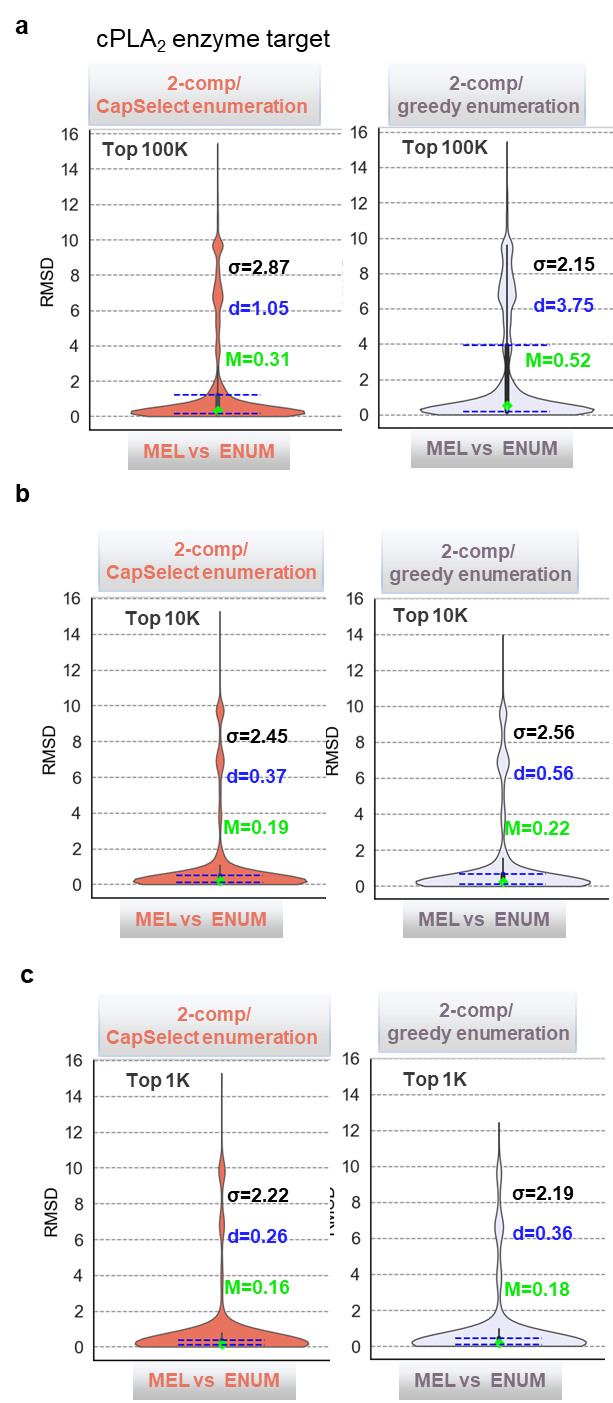 a
cPLA₂ enzyme target
2-comp/
CapSelect enumeration
2-comp/
greedy enumeration
Top 100K
16
14
12
10
8
6
4
2
0
RMSD
σ=2.87
d=1.05
M=0.31
MEL vs ENUM
Top 100K
16
14
12
10
8
6
4
2
0
σ=2.15
d=3.75
M=0.52
MEL vs ENUM
b
2-comp/
CapSelect enumeration
2-comp/
greedy enumeration
Top 10K
16
14
12
10
8
6
4
2
0
RMSD
σ=2.45
d=0.37
M=0.19
MEL vs ENUM
Top 10K
16
14
12
10
8
6
4
2
0
RMSD
σ=2.56
d=0.56
M=0.22
MEL vs ENUM
c
2-comp/
CapSelect enumeration
2-comp/
greedy enumeration
Top 1K
16
14
12
10
8
6
4
2
0
RMSD
σ=2.22
d=0.26
M=0.16
MEL vs ENUM
Top 1K
16
14
12
10
8
6
4
2
0
RMSD
σ=2.19
d=0.36
M=0.18
MEL vs ENUM